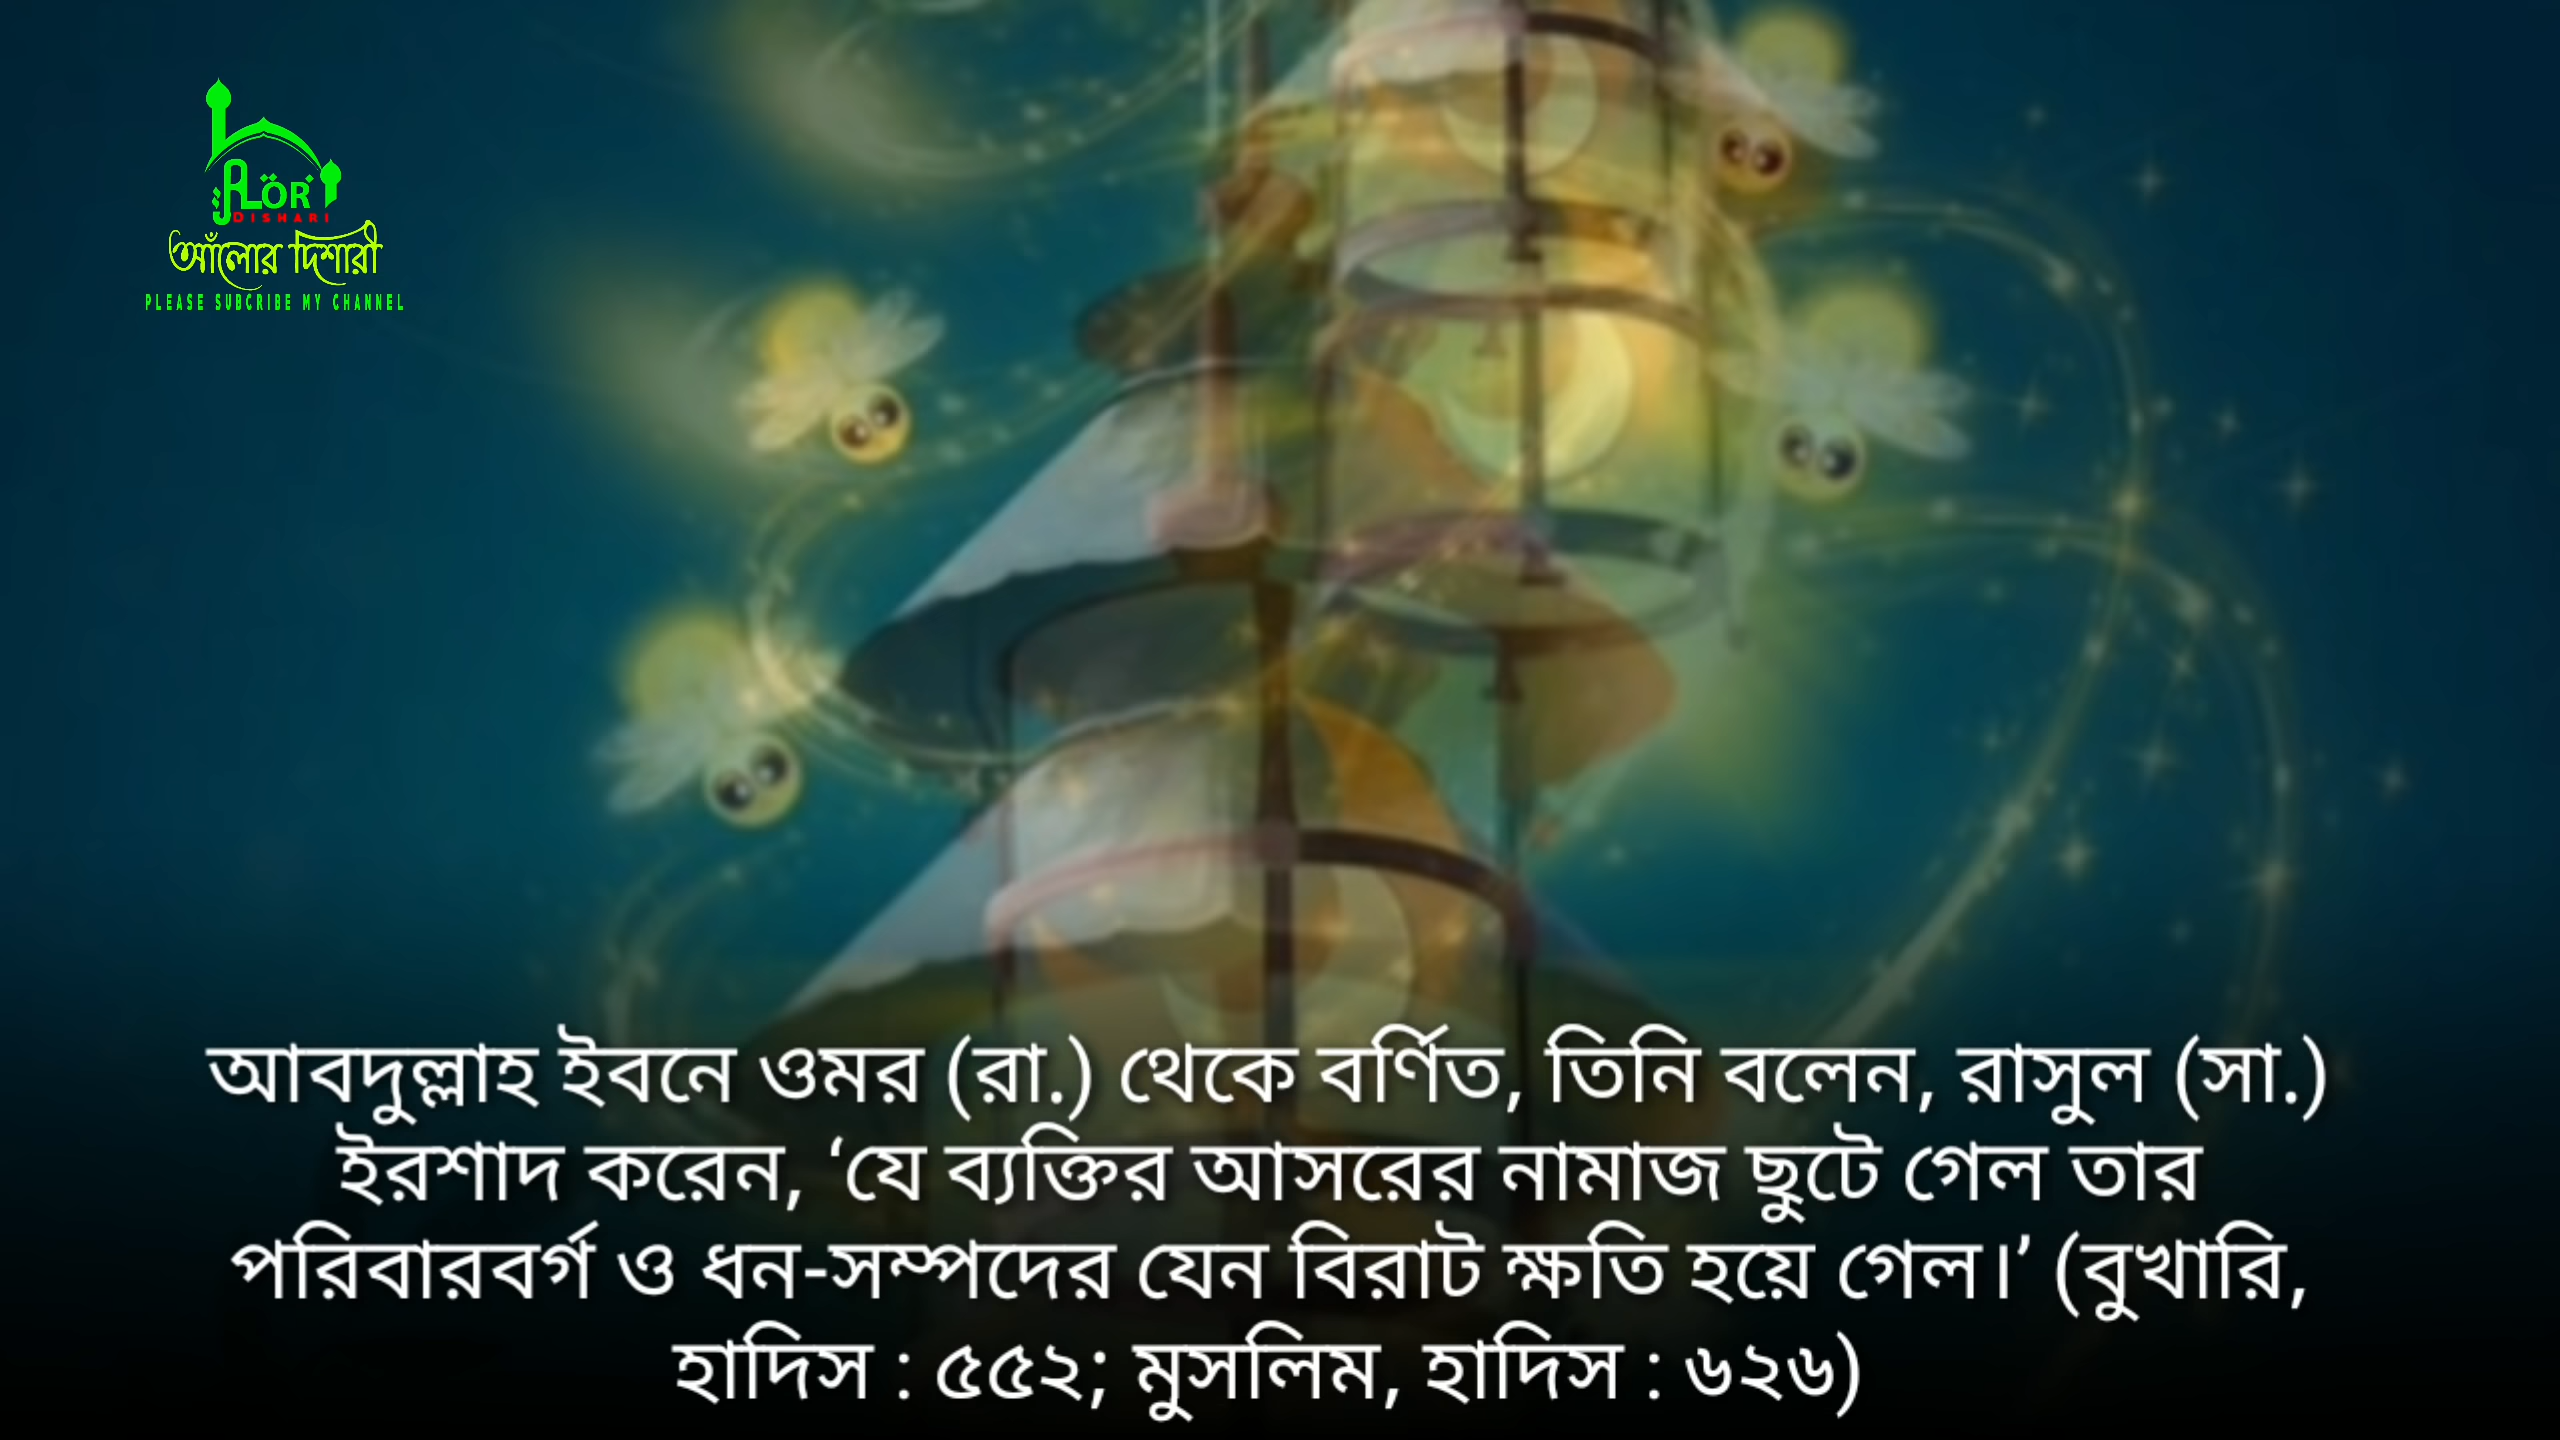 ALOR
DISHARI
আঁলোর দিশারী
PLEASE SUBCRIBE MY CHANNEL
আবদুল্লাহ ইবনে ওমর (রা.) থেকে বর্ণিত, তিনি বলেন, রাসুল (সা.)
ইরশাদ করেন, ‘যে ব্যক্তির আসরের নামাজ ছুটে গেল তার
পরিবারবর্গ ও ধন-সম্পদের যেন বিরাট ক্ষতি হয়ে গেল।’ (বুখারি,
হাদিস : ৫৫২; মুসলিম, হাদিস : ৬২৬)